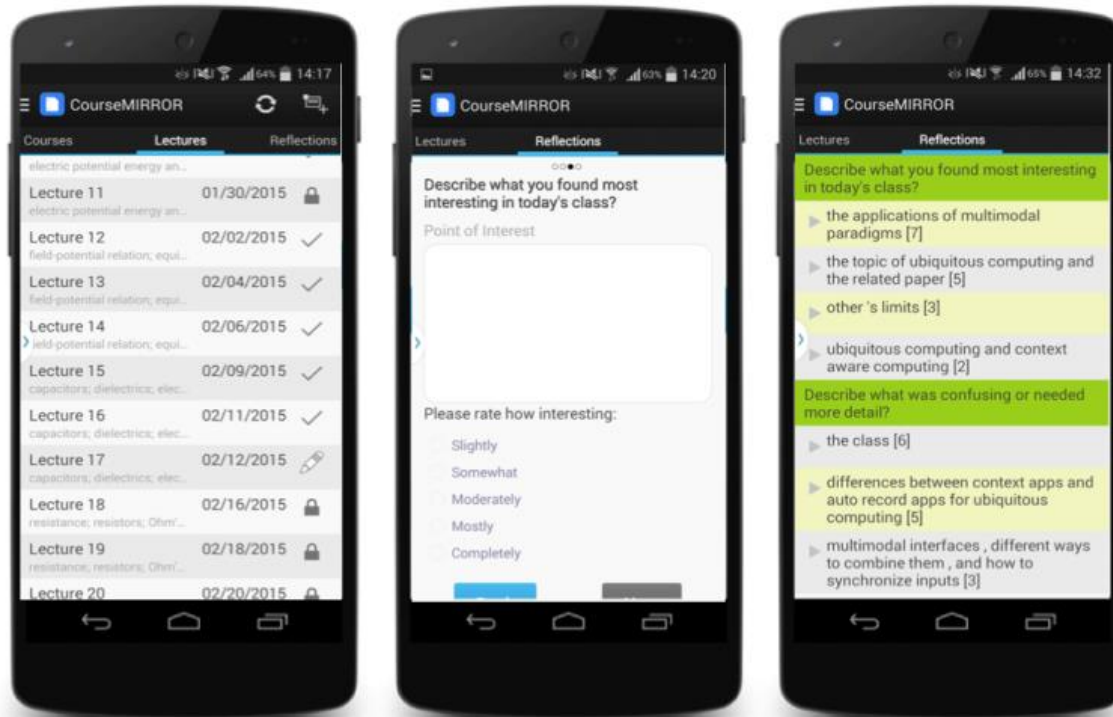 64% 14:17
CourseMIRROR
Courses Lectures Reflections
electric potential energy an...
Lecture 11 01/30/2015
electric potential energy an...
Lecture 12 02/02/2015
field-potential relation; equi...
Lecture 13 02/04/2015
field-potential relation; equi...
Lecture 14 02/06/2015
field-potential relation; equi...
Lecture 15 02/09/2015
capacitors; dielectrics; elec...
Lecture 16 02/11/2015
capacitors; dielectrics; elec...
Lecture 17 02/12/2015
capacitors; dielectrics; elec...
Lecture 18 02/16/2015
resistance; resistors; Ohm'...
Lecture 19 02/18/2015
resistance; resistors; Ohm'...
Lecture 20 02/20/2015
63% 14:20
CourseMIRROR
Lectures Reflections
Describe what you found most
interesting in today's class?
Point of Interest
Please rate how interesting:
Slightly
Somewhat
Moderately
Mostly
Completely
65% 14:32
CourseMIRROR
Lectures Reflections
Describe what you found most interesting
in today's class?
the applications of multimodal
paradigms [7]
the topic of ubiquitous computing and
the related paper [5]
other 's limits [3]
ubiquitous computing and context
aware computing [2]
Describe what was confusing or needed
more detail?
the class [6]
differences between context apps and
auto record apps for ubiquitous
computing [5]
multimodal interfaces , different ways
to combine them , and how to
synchronize inputs [3]